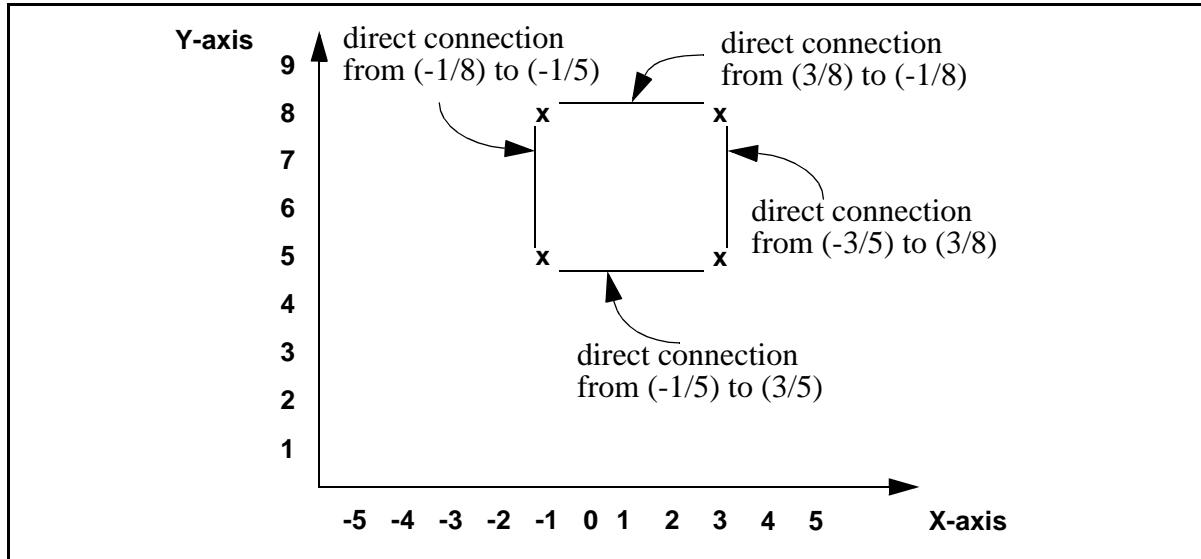 Y-axis
direct connection
from (-1/8) to (-1/5)
direct connection
from (3/8) to (-1/8)
9
8
7
6
5
4
3
2
1
x
x
x
x
direct connection
from (-3/5) to (3/8)
direct connection
from (-1/5) to (3/5)
-5 -4 -3 -2 -1 0 1 2 3 4 5
X-axis